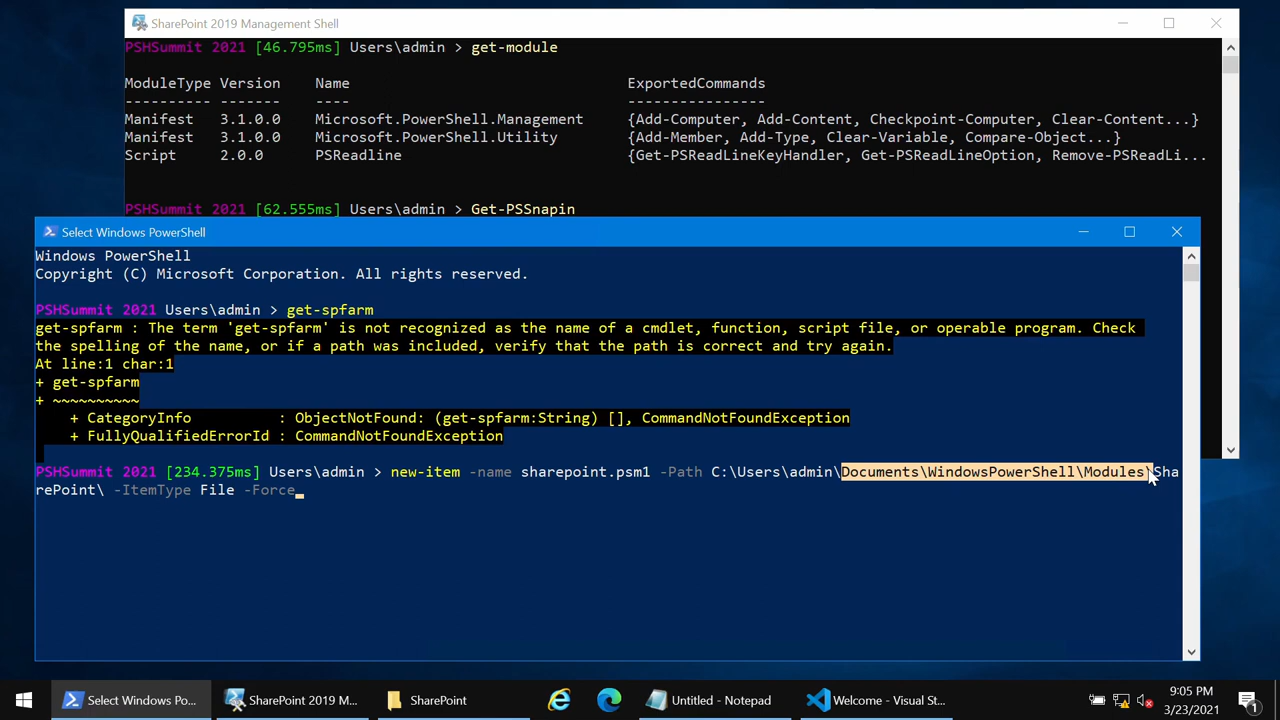 SharePoint 2019 Management Shell
PSHSummit 2021 [46.795ms] Users\admin > get-module
ModuleType Version Name ExportedCommands
---------- ------- ---- ----------------
Manifest 3.1.0.0 Microsoft.PowerShell.Management {Add-Computer, Add-Content, Checkpoint-Computer, Clear-Content...}
Manifest 3.1.0.0 Microsoft.PowerShell.Utility {Add-Member, Add-Type, Clear-Variable, Compare-Object...}
Script 2.0.0 PSReadline {Get-PSReadLineKeyHandler, Get-PSReadLineOption, Remove-PSReadLi...
PSHSummit 2021 [62.555ms] Users\admin > Get-PSSnapin
Select Windows PowerShell
Windows PowerShell
Copyright (C) Microsoft Corporation. All rights reserved.
PSHSummit 2021 Users\admin > get-spfarm
get-spfarm : The term 'get-spfarm' is not recognized as the name of a cmdlet, function, script file, or operable program. Check
the spelling of the name, or if a path was included, verify that the path is correct and try again.
At line:1 char:1
+ get-spfarm
+ ~~~~~~~~~~
+ CategoryInfo : ObjectNotFound: (get-spfarm:String) [], CommandNotFoundException
+ FullyQualifiedErrorId : CommandNotFoundException
PSHSummit 2021 [234.375ms] Users\admin > new-item -name sharepoint.psm1 -Path C:\Users\admin\Documents\WindowsPowerShell\Modules\Sha
rePoint\ -ItemType File -Force
Select Windows Po...
SharePoint 2019 M...
SharePoint
Untitled - Notepad
Welcome - Visual St...
9:05 PM
3/23/2021
1